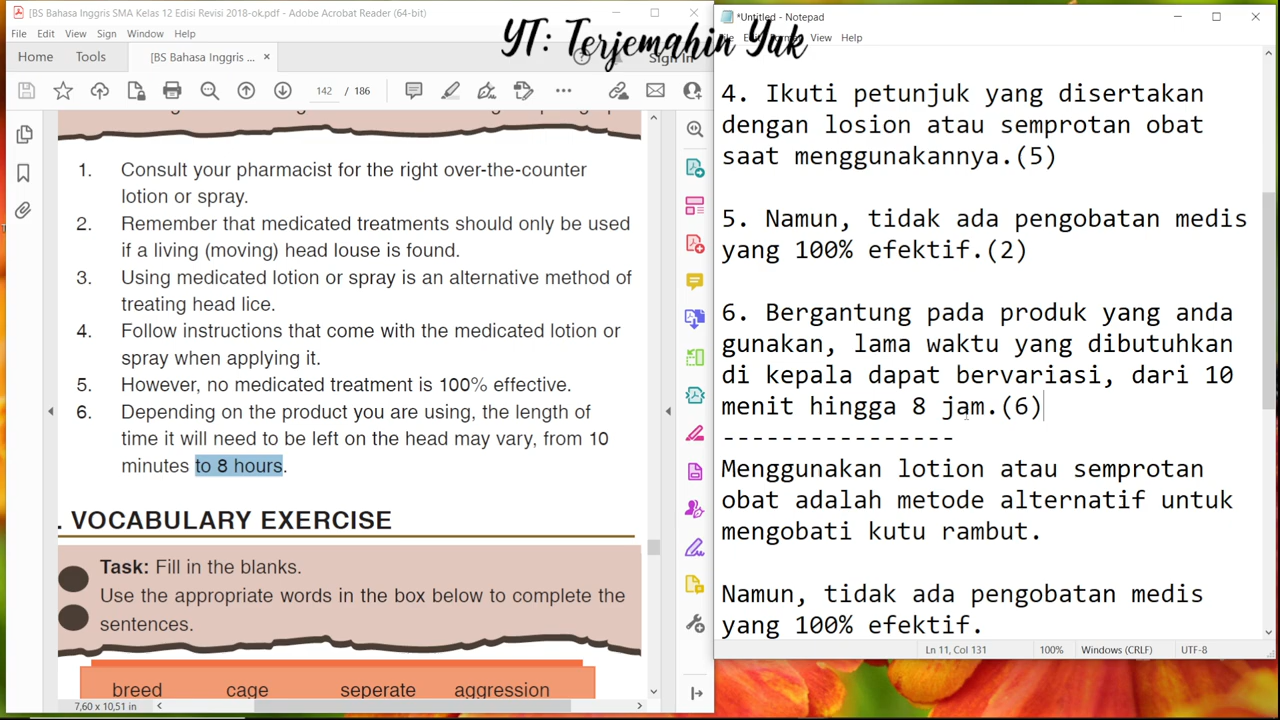 [BS Bahasa Inggris SMA Kelas 12 Edisi Revisi 2018-ok.pdf - Adobe Acrobat Reader (64-bit)
File Edit View Sign Window Help
Home Tools [BS Bahasa Inggris ... × Sign In
142 / 186
1. Consult your pharmacist for the right over-the-counter
lotion or spray.
2. Remember that medicated treatments should only be used
if a living (moving) head louse is found.
3. Using medicated lotion or spray is an alternative method of
treating head lice.
4. Follow instructions that come with the medicated lotion or
spray when applying it.
5. However, no medicated treatment is 100% effective.
6. Depending on the product you are using, the length of
time it will need to be left on the head may vary, from 10
minutes to 8 hours.
. VOCABULARY EXERCISE
Task: Fill in the blanks.
Use the appropriate words in the box below to complete the
sentences.
breed cage seperate aggression
7,60 x 10,51 in
YT: Terjemahin Yuk
*Untitled - Notepad
View Help
4. Ikuti petunjuk yang disertakan
dengan losion atau semprotan obat
saat menggunakannya.(5)
5. Namun, tidak ada pengobatan medis
yang 100% efektif.(2)
6. Bergantung pada produk yang anda
gunakan, lama waktu yang dibutuhkan
di kepala dapat bervariasi, dari 10
menit hingga 8 jam.(6)
----------------
Menggunakan lotion atau semprotan
obat adalah metode alternatif untuk
mengobati kutu rambut.
Namun, tidak ada pengobatan medis
yang 100% efektif.
Ln 11, Col 131 100% Windows (CRLF) UTF-8